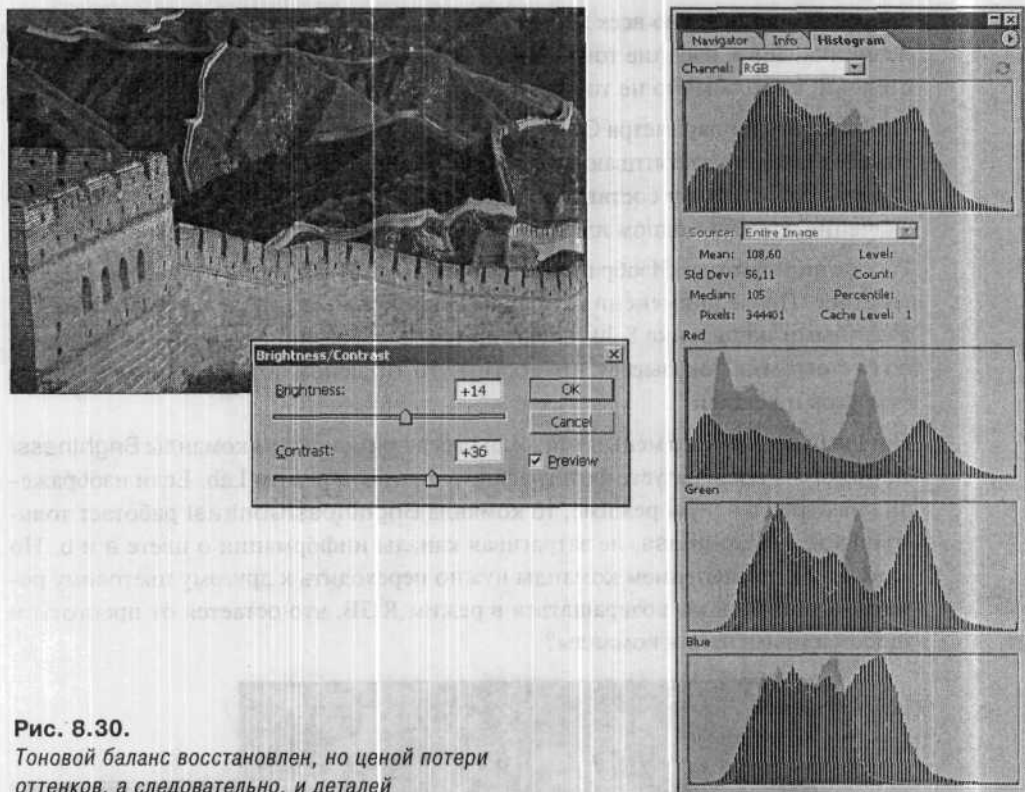 Navigator Info Histogram
Channel: RGB
Source: Entire Image
Mean: 108,60 Level:
Std Dev: 56,11 Count:
Median: 105 Percentile:
Pixels: 344401 Cache Level: 1
Red
Green
Blue
Brightness/Contrast
Brightness: +14 OK
Cancel
Contrast: +36 Preview
Рис. 8.30.
Тоновой баланс восстановлен, но ценой потери
оттенков, а следовательно, и деталей